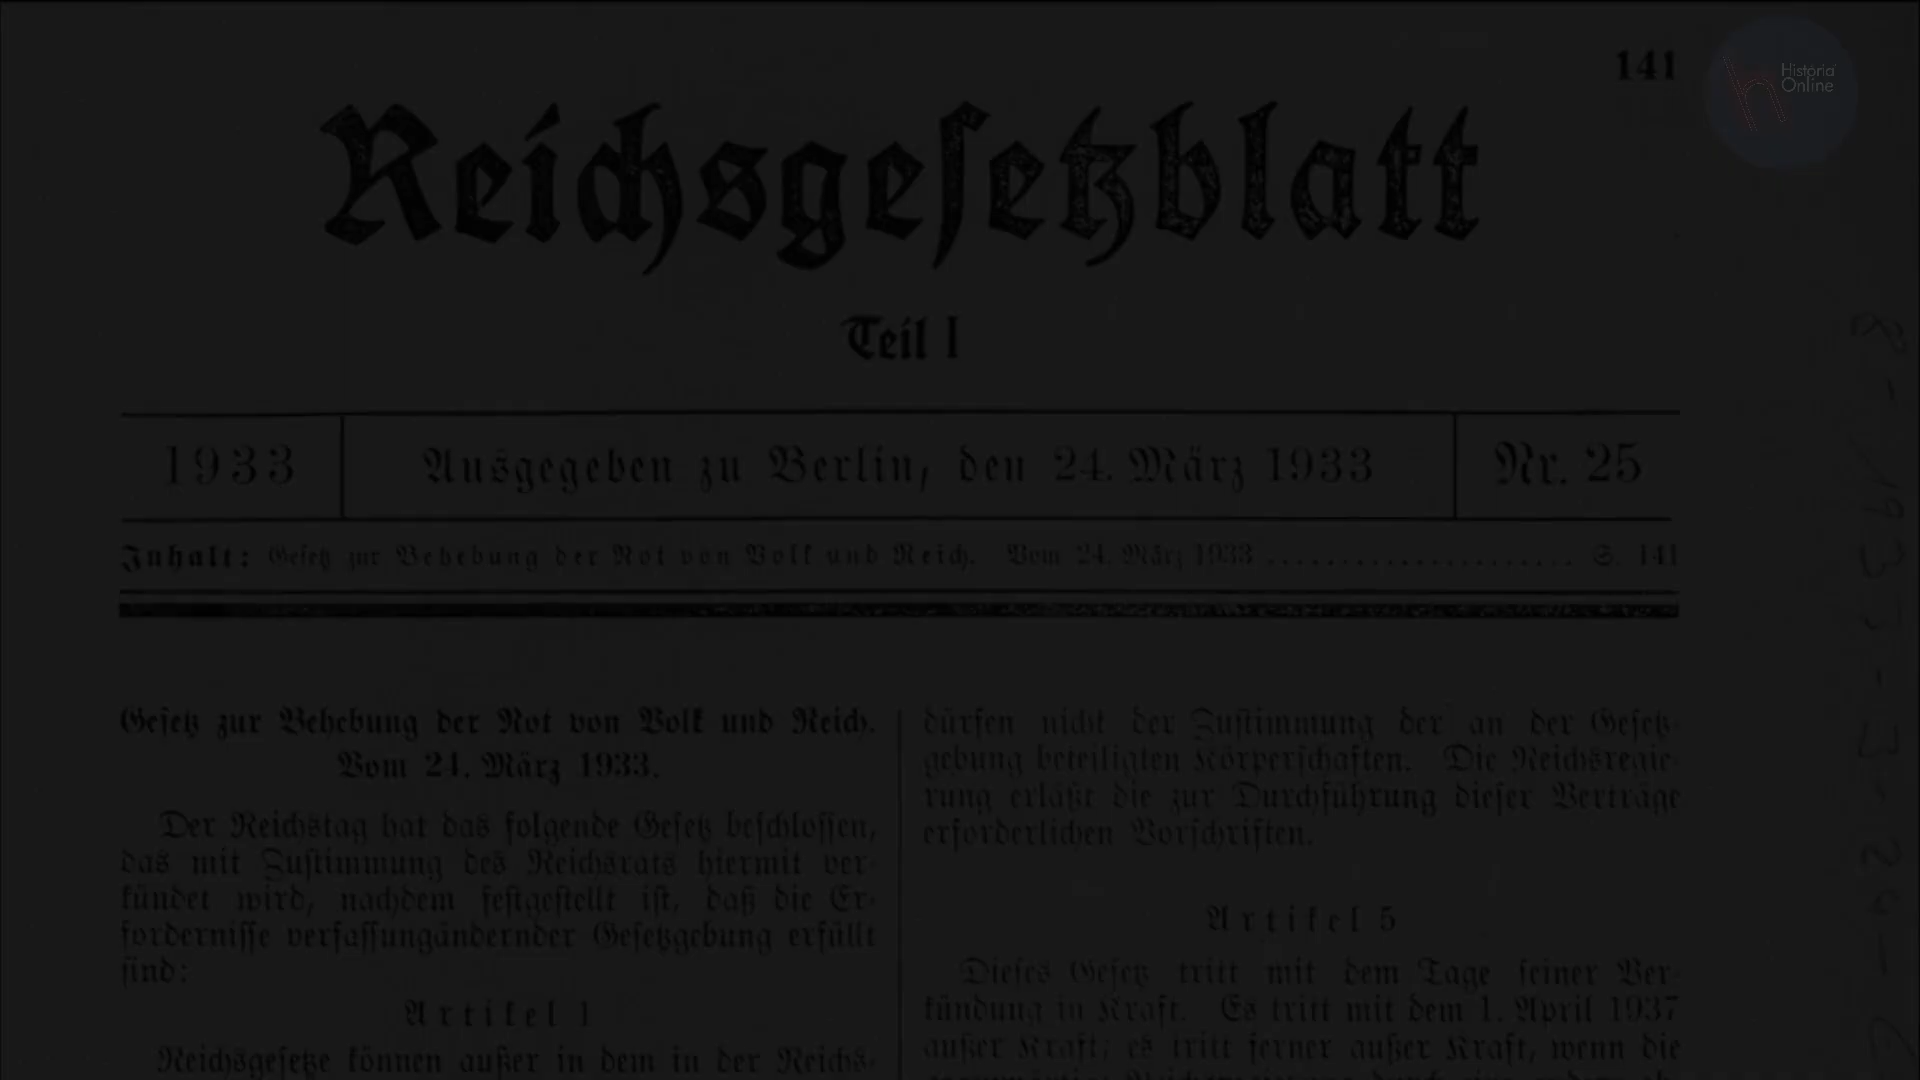 141
Historia
Online
Reichsgesetzblatt
Teil I
1933
Ausgegeben zu Berlin, den 24. März 1933
Nr. 25
Inhalt: Gesetz zur Behebung der Not von Volk und Reich. Vom 24. März 1933 ..................... S. 141
Gesetz zur Behebung der Not von Volk und Reich.
Vom 24. März 1933.
Der Reichstag hat das folgende Gesetz beschlossen,
das mit Zustimmung des Reichsrats hiermit ver-
kündet wird, nachdem festgestellt ist, daß die Er-
fordernisse verfassungändernder Gesetzgebung erfüllt
sind:
Artikel 1
Reichsgesetze können außer in dem in der Reichs-
dürfen nicht der Zustimmung der an der Gesetz-
gebung beteiligten Körperschaften. Die Reichsregie-
rung erläßt die zur Durchführung dieser Verträge
erforderlichen Vorschriften.
Artikel 5
Dieses Gesetz tritt mit dem Tage seiner Ver-
kündung in Kraft. Es tritt mit dem 1. April 1937
außer Kraft; es tritt ferner außer Kraft, wenn die